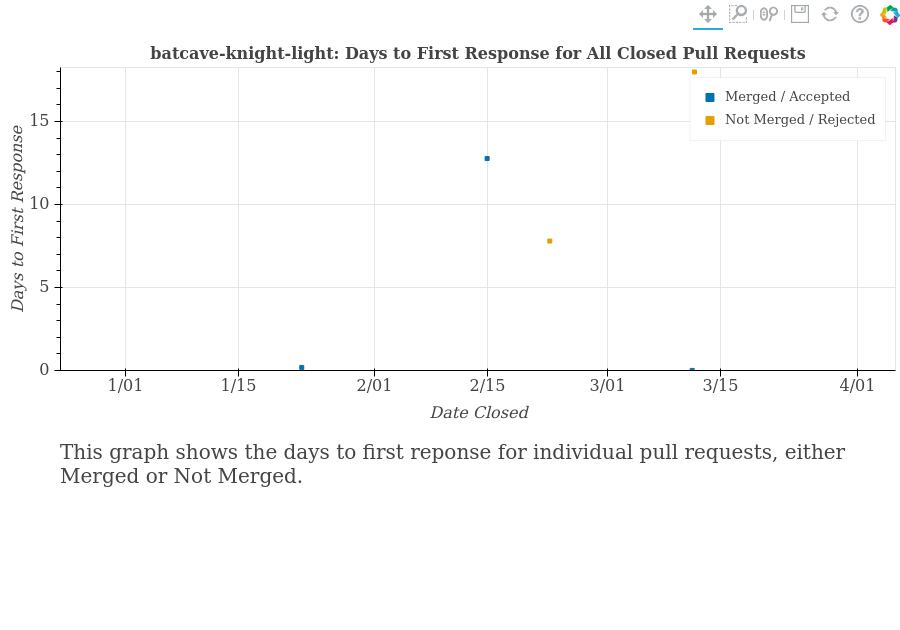 batcave-knight-light: Days to First Response for All Closed Pull Requests
Merged / Accepted
Not Merged / Rejected
Days to First Response
15
10
5
0
1/01
1/15
2/01
2/15
3/01
3/15
4/01
Date Closed
This graph shows the days to first reponse for individual pull requests, either
Merged or Not Merged.